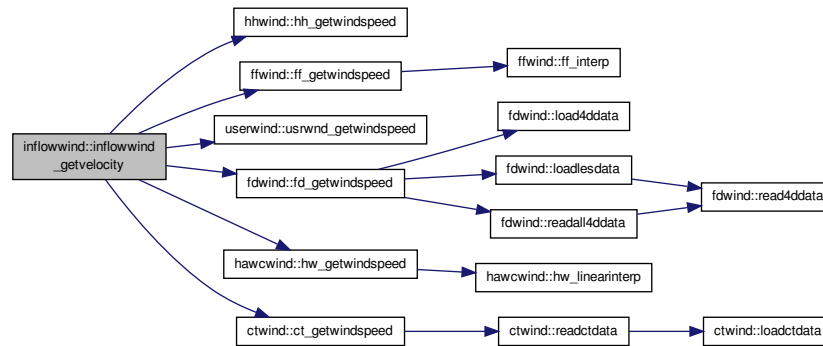 inflowwind::inflowwind
_getvelocity
hhwind::hh_getwindspeed
ffwind::ff_getwindspeed
ffwind::ff_interp
userwind::usrwnd_getwindspeed
fdwind::fd_getwindspeed
fdwind::load4ddata
fdwind::loadlesdata
fdwind::readall4ddata
fdwind::read4ddata
hawcwind::hw_getwindspeed
hawcwind::hw_linearinterp
ctwind::ct_getwindspeed
ctwind::readctdata
ctwind::loadctdata